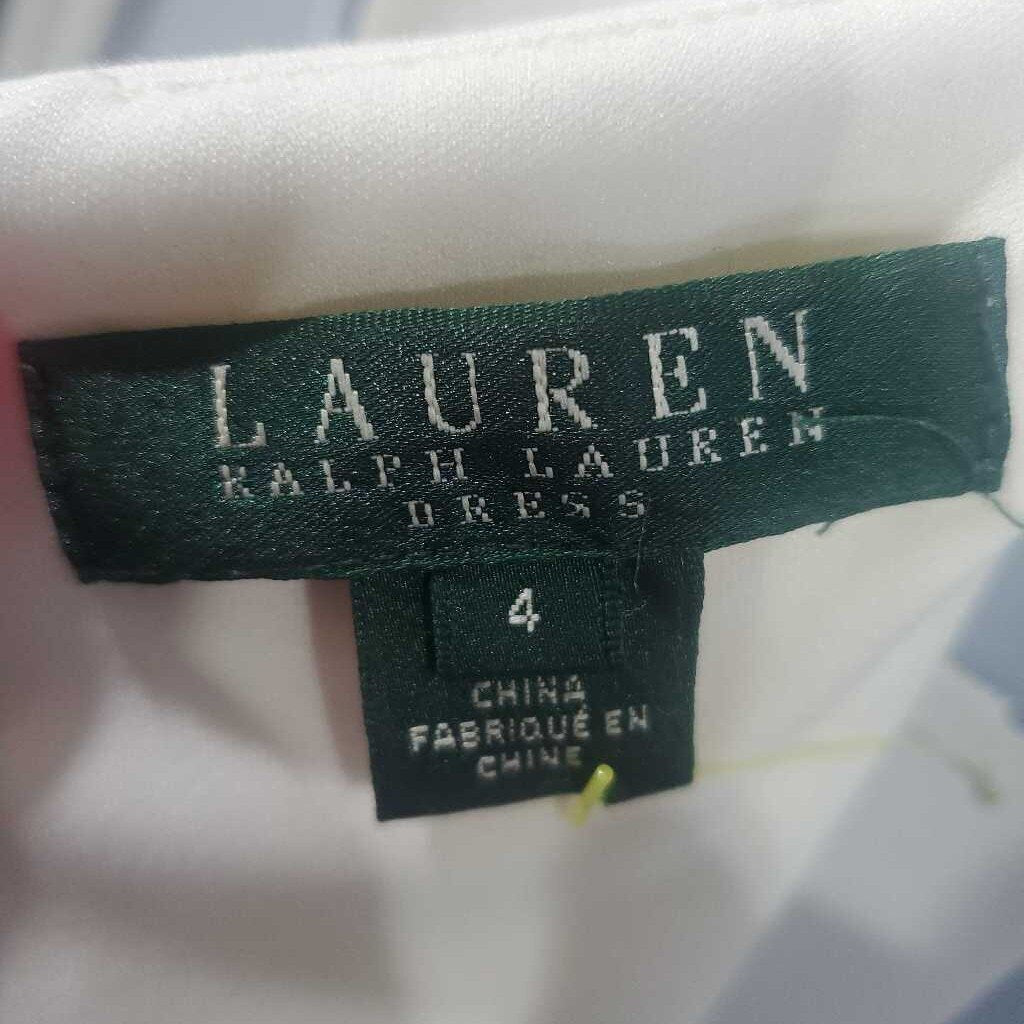 LAUREN
RALPH LAUREN
DRESS
4
CHINA
FABRIQUÉ EN
CHINE